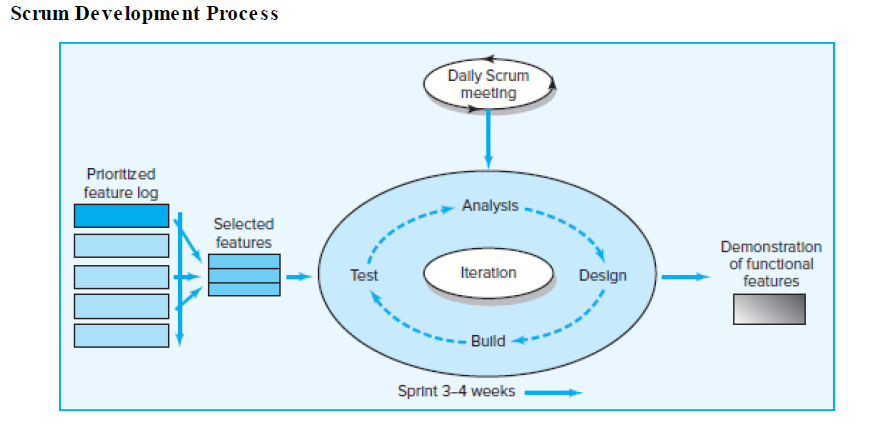 Scrum Development Process
Daily Scrum
meeting
Prioritized
feature log
Selected
features
Analysis
Test
Iteration
Design
Build
Demonstration
of functional
features
Sprint 3–4 weeks